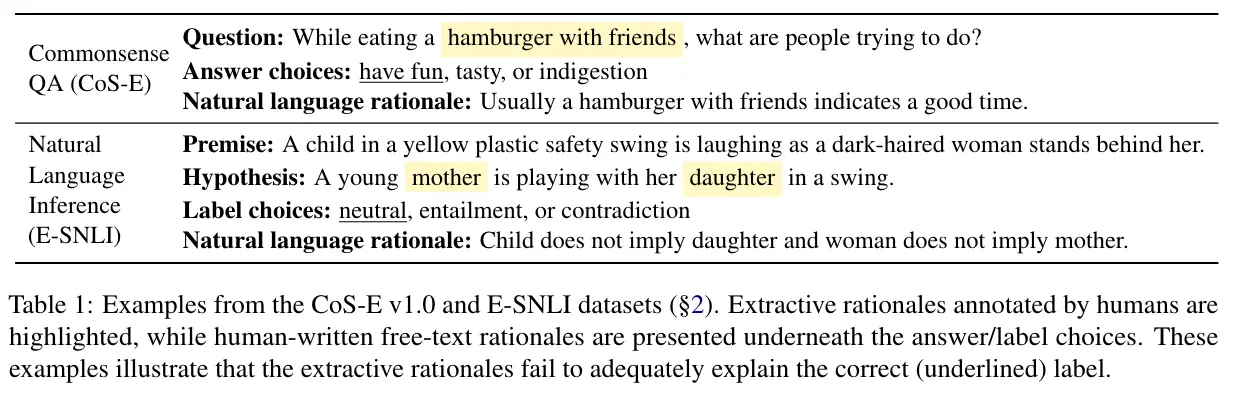 Commonsense
QA (CoS-E)
Question: While eating a hamburger with friends, what are people trying to do?
Answer choices: have fun, tasty, or indigestion
Natural language rationale: Usually a hamburger with friends indicates a good time.
Natural
Language
Inference
(E-SNLI)
Premise: A child in a yellow plastic safety swing is laughing as a dark-haired woman stands behind her.
Hypothesis: A young mother is playing with her daughter in a swing.
Label choices: neutral, entailment, or contradiction
Natural language rationale: Child does not imply daughter and woman does not imply mother.
Table 1: Examples from the CoS-E v1.0 and E-SNLI datasets (§2). Extractive rationales annotated by humans are
highlighted, while human-written free-text rationales are presented underneath the answer/label choices. These
examples illustrate that the extractive rationales fail to adequately explain the correct (underlined) label.